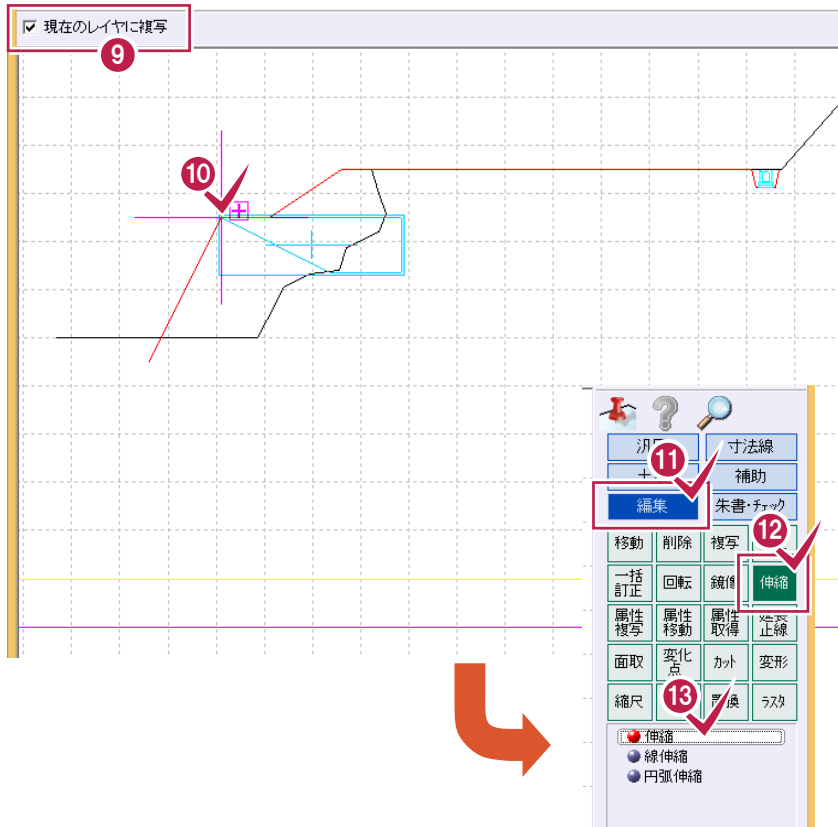 現在のレイヤに複写
9
10
寸法線
11
補助
編集 朱書・チェック
12
移動 削除 複写
一括訂正 回転 鏡像 伸縮
属性複写 属性移動 属性取得 延長止線
面取 変化点 カット 変形
縮尺 13 置換 ラスタ
伸縮
線伸縮
円弧伸縮